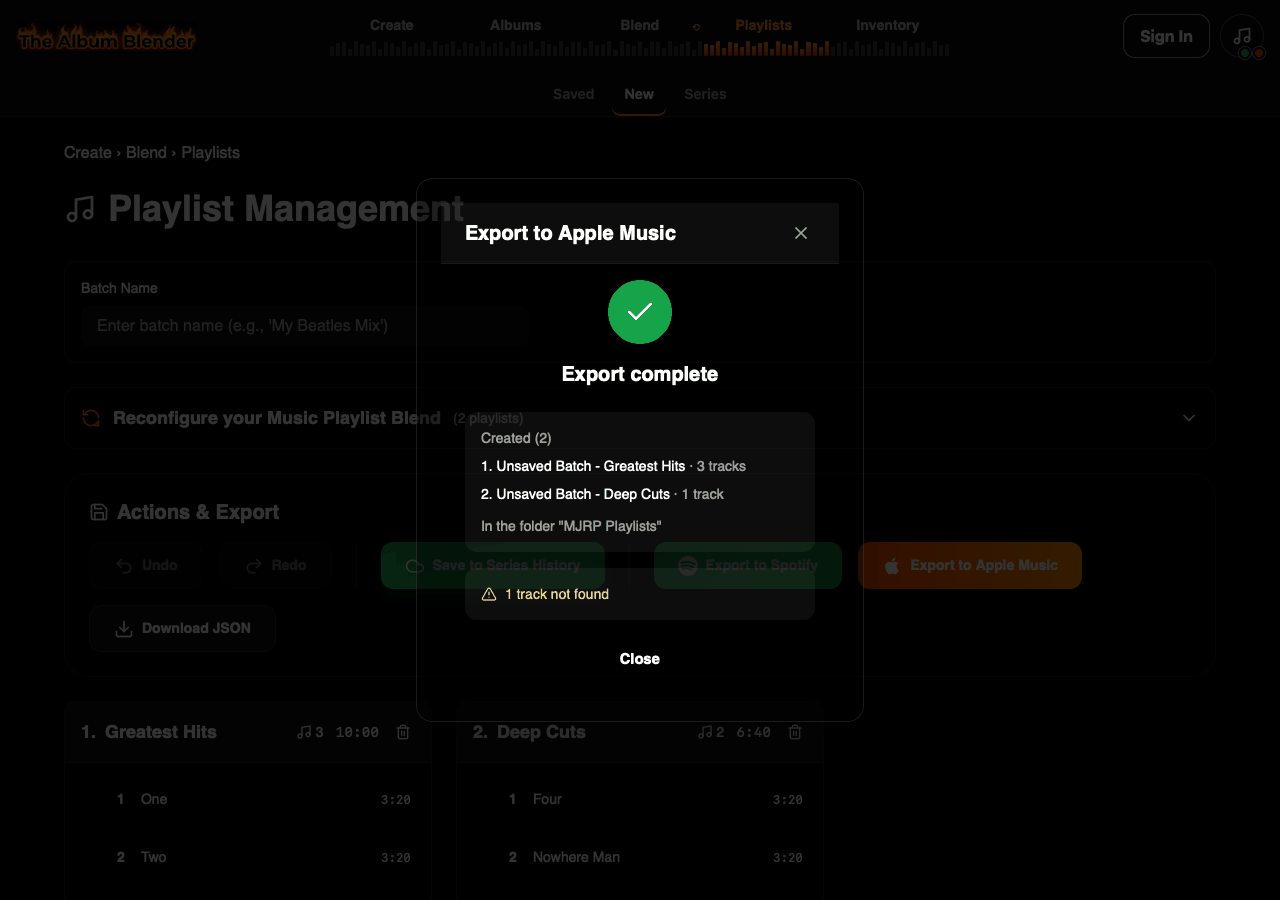 The Album Blender
Create
Albums
Blend
Playlists
Inventory
Sign In
Saved
New
Series
Create › Blend › Playlists
Playlist Management
Export to Apple Music
Batch Name
Enter batch name (e.g., 'My Beatles Mix')
Export complete
Reconfigure your Music Playlist Blend (2 playlists)
Created (2)
1. Unsaved Batch - Greatest Hits · 3 tracks
2. Unsaved Batch - Deep Cuts · 1 track
In the folder "MJRP Playlists"
Actions & Export
Undo
Redo
Save to Series History
Export to Spotify
Export to Apple Music
1 track not found
Download JSON
Close
1. Greatest Hits 3 10:00
1 One 3:20
2 Two 3:20
2. Deep Cuts 2 6:40
1 Four 3:20
2 Nowhere Man 3:20